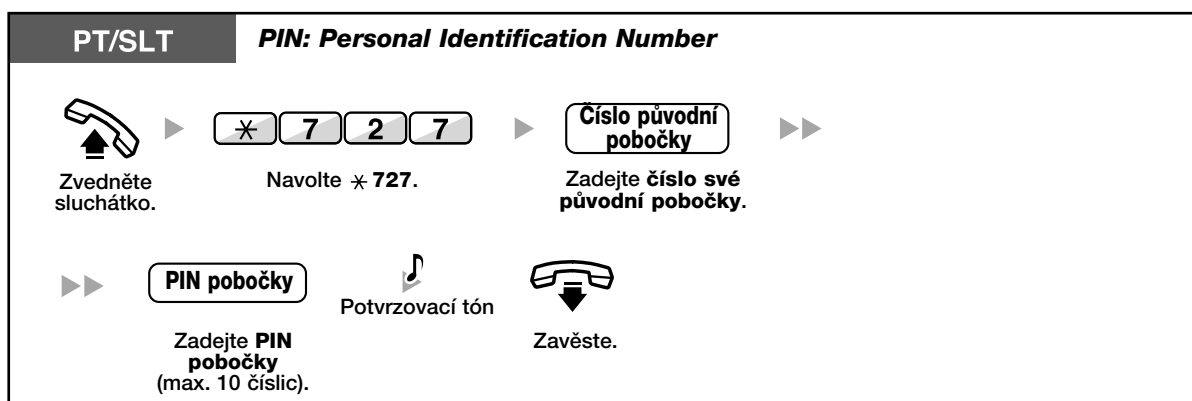 PT/SLT PIN: Personal Identification Number
* 7 2 7
Číslo původní
pobočky
Zvedněte
sluchátko.
Navolte * 727.
Zadejte číslo své
původní pobočky.
PIN pobočky
Potvrzovací tón
Zadejte PIN
pobočky
(max. 10 číslic).
Zavěste.